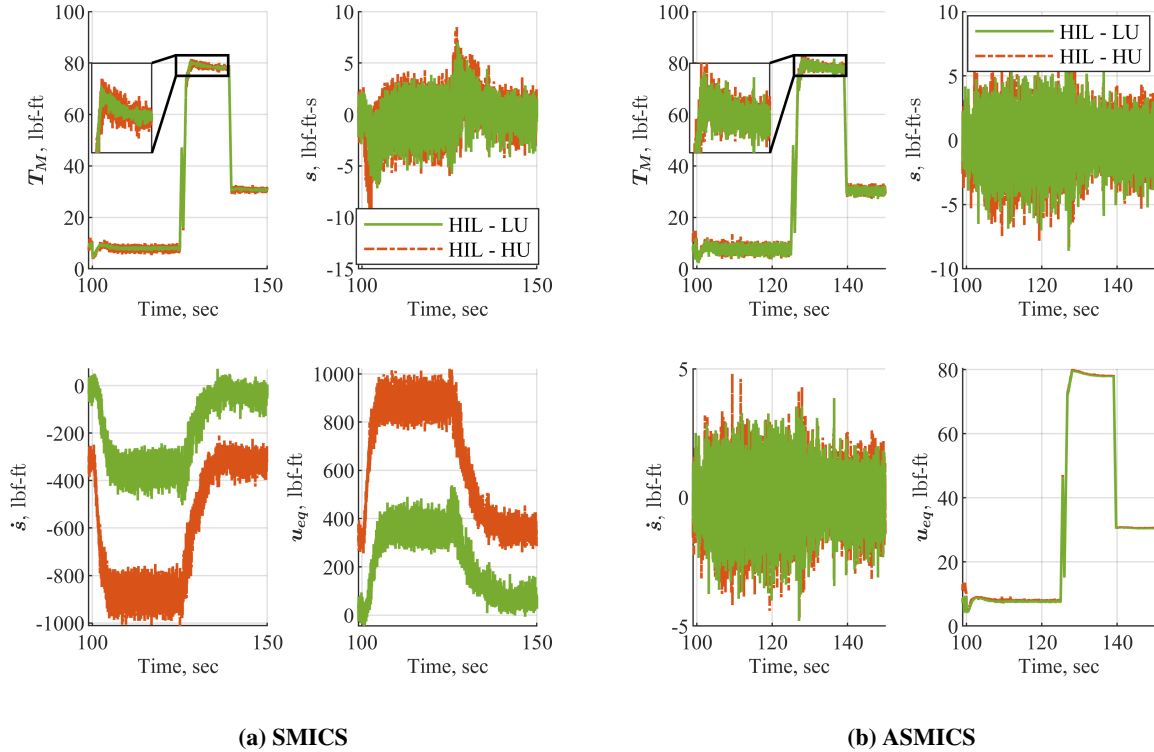 100
80
60
40
20
0
T_M, lbf-ft
100
150
Time, sec
10
5
0
-5
-10
-15
s, lbf-ft-s
HIL - LU
HIL - HU
100
150
Time, sec
100
80
60
40
20
0
T_M, lbf-ft
100
120
140
Time, sec
10
5
0
-5
-10
s, lbf-ft-s
HIL - LU
HIL - HU
100
120
140
Time, sec
0
-200
-400
-600
-800
-1000
ṡ, lbf-ft
100
150
Time, sec
1000
800
600
400
200
0
u_eq, lbf-ft
100
150
Time, sec
5
0
-5
ṡ, lbf-ft
100
120
140
Time, sec
80
60
40
20
0
u_eq, lbf-ft
100
120
140
Time, sec
(a) SMICS
(b) ASMICS